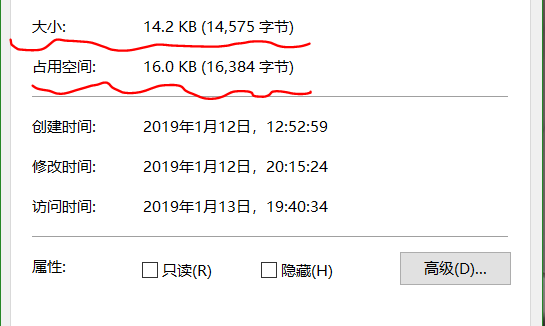 大小: 14.2 KB (14,575 字节)
占用空间: 16.0 KB (16,384 字节)
创建时间: 2019年1月12日，12:52:59
修改时间: 2019年1月12日，20:15:24
访问时间: 2019年1月13日，19:40:34
属性: 只读(R) 隐藏(H) 高级(D)...